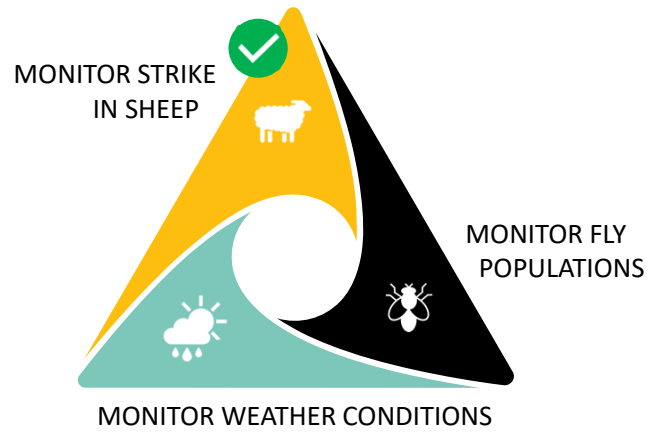 MONITOR STRIKE
IN SHEEP
MONITOR FLY
POPULATIONS
MONITOR WEATHER CONDITIONS